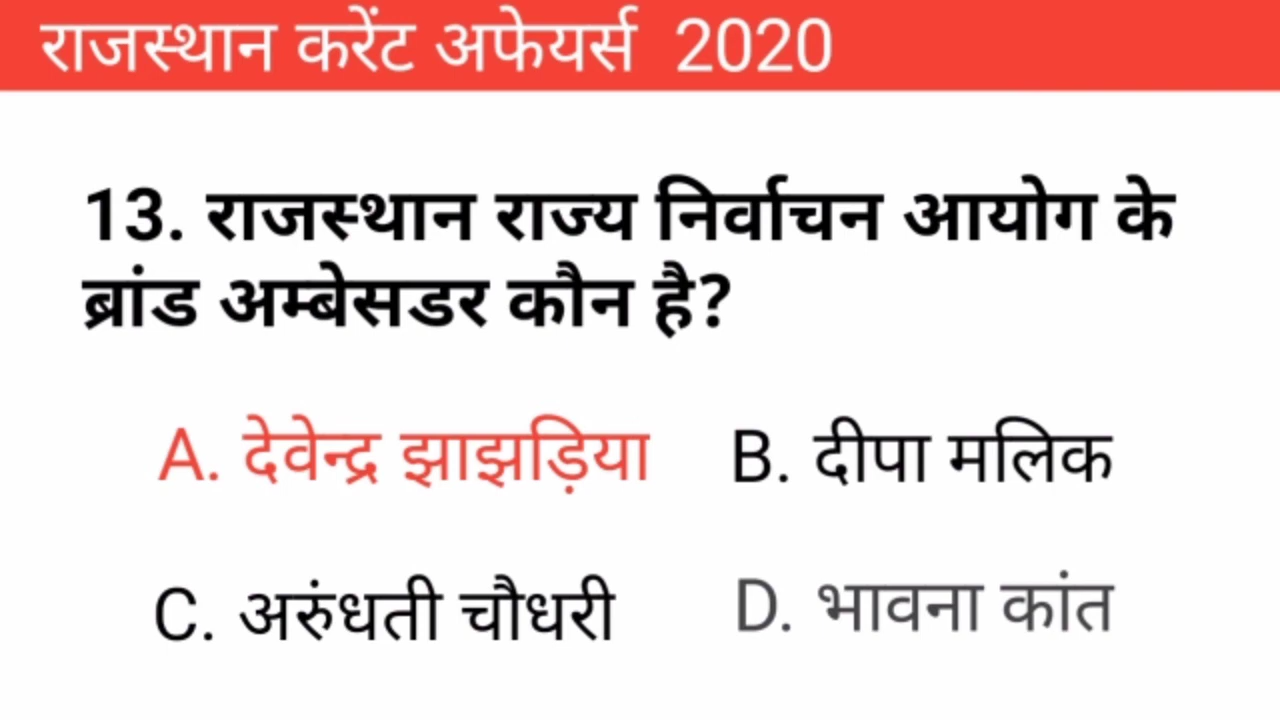 राजस्थान करेंट अफेयर्स 2020
13. राजस्थान राज्य निर्वाचन आयोग के
ब्रांड अम्बेसडर कौन है?
A. देवेन्द्र झाझड़िया B. दीपा मलिक
C. अरुंधती चौधरी D. भावना कांत